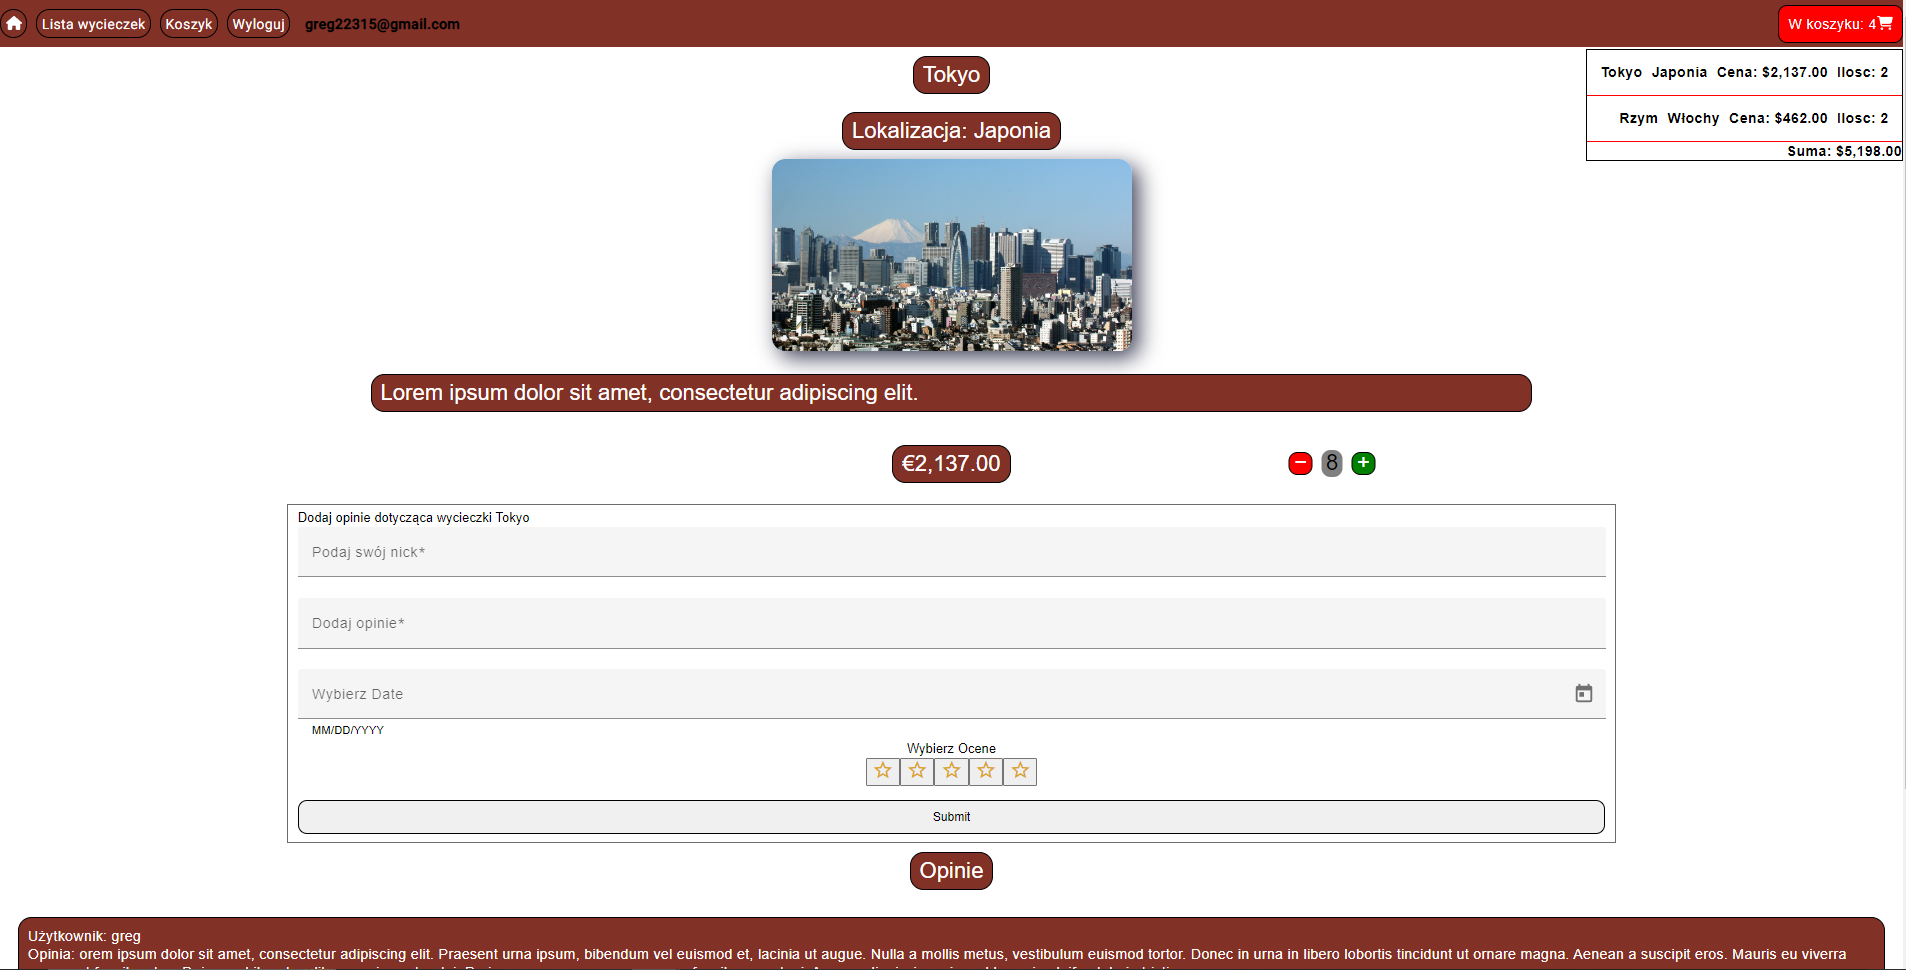 Lista wycieczek Koszyk Wyloguj greg22315@gmail.com W koszyku: 4
Tokyo Japonia Cena: $2,137.00 Ilosc: 2
Rzym Włochy Cena: $462.00 Ilosc: 2
Suma: $5,198.00
Tokyo
Lokalizacja: Japonia
Lorem ipsum dolor sit amet, consectetur adipiscing elit.
€2,137.00 − 8 +
Dodaj opinie dotycząca wycieczki Tokyo
Podaj swój nick*
Dodaj opinie*
Wybierz Date
MM/DD/YYYY
Wybierz Ocene
Submit
Opinie
Użytkownik: greg
Opinia: orem ipsum dolor sit amet, consectetur adipiscing elit. Praesent urna ipsum, bibendum vel euismod et, lacinia ut augue. Nulla a mollis metus, vestibulum euismod tortor. Donec in urna in libero lobortis tincidunt ut ornare magna. Aenean a suscipit eros. Mauris eu viverra